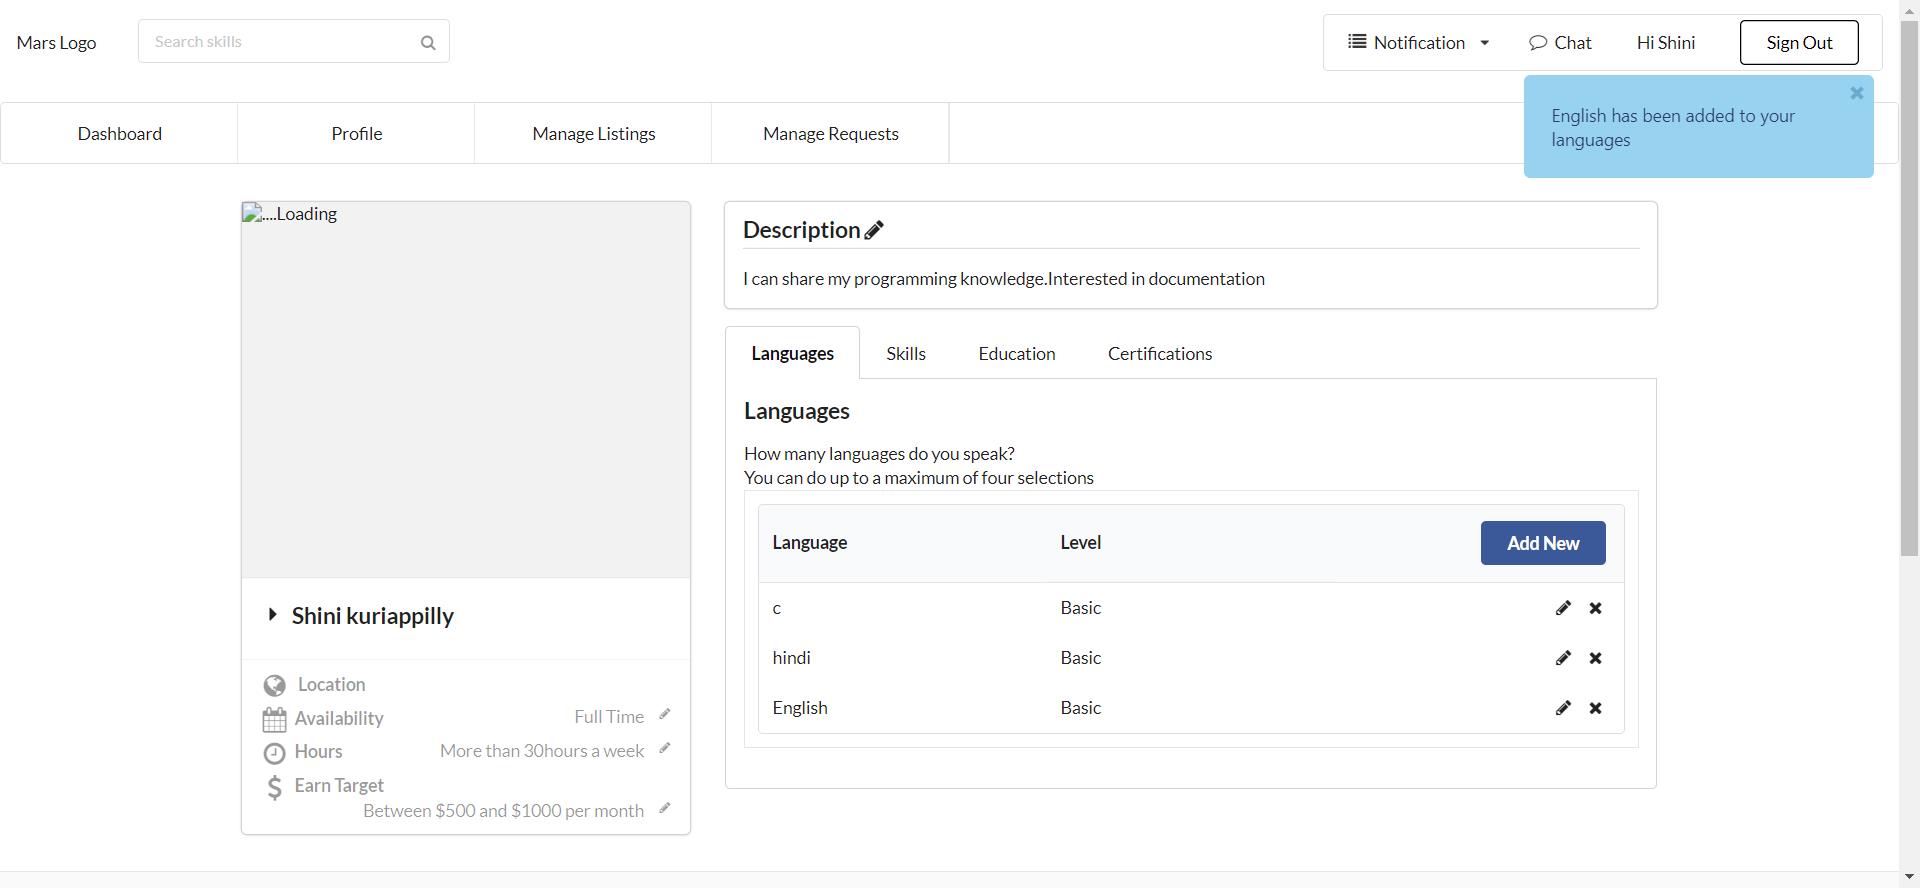 Mars Logo
Search skills
Notification
Chat
Hi Shini
Sign Out
English has been added to your
languages
Dashboard
Profile
Manage Listings
Manage Requests
....Loading
Shini kuriappilly
Location
Availability
Full Time
Hours
More than 30hours a week
Earn Target
Between $500 and $1000 per month
Description
I can share my programming knowledge.Interested in documentation
Languages
Skills
Education
Certifications
Languages
How many languages do you speak?
You can do up to a maximum of four selections
Language
Level
Add New
c
Basic
hindi
Basic
English
Basic